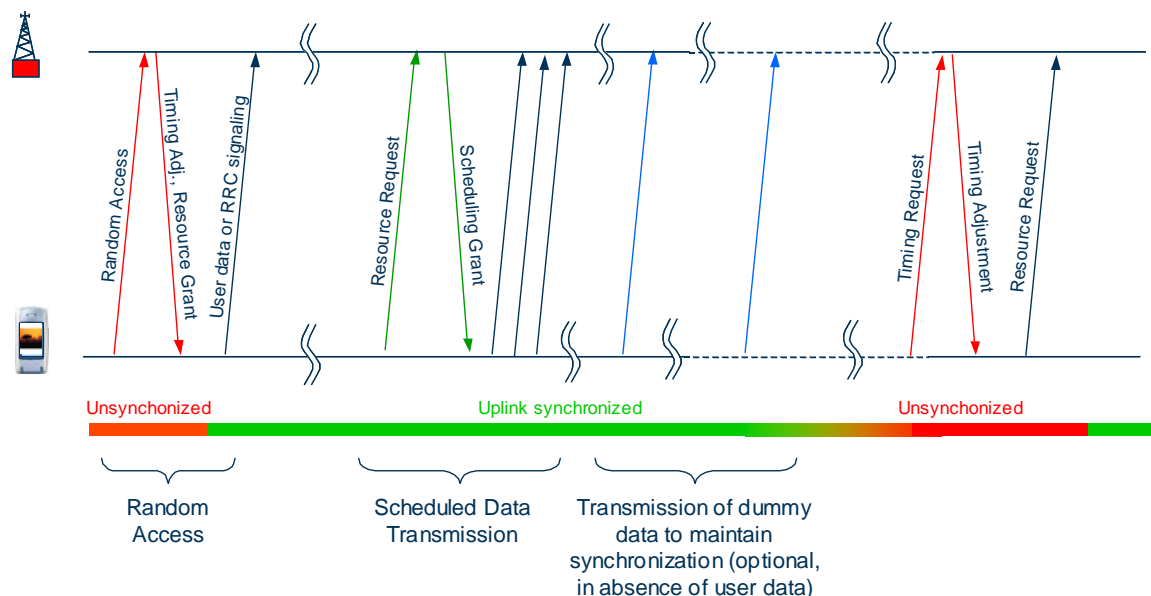 Random Access
Timing Adj., Resource Grant
User data or RRC signaling
Resource Request
Scheduling Grant
Timing Request
Timing Adjustment
Resource Request
Unsynchonized
Uplink synchronized
Unsynchonized
Random
Access
Scheduled Data
Transmission
Transmission of dummy
data to maintain
synchronization (optional,
in absence of user data)